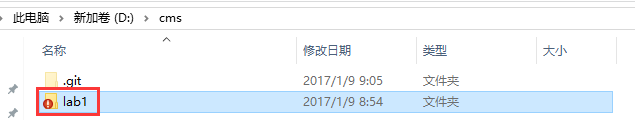 此电脑 > 新加卷 (D:) > cms
名称 修改日期 类型 大小
.git 2017/1/9 9:05 文件夹
lab1 2017/1/9 8:54 文件夹